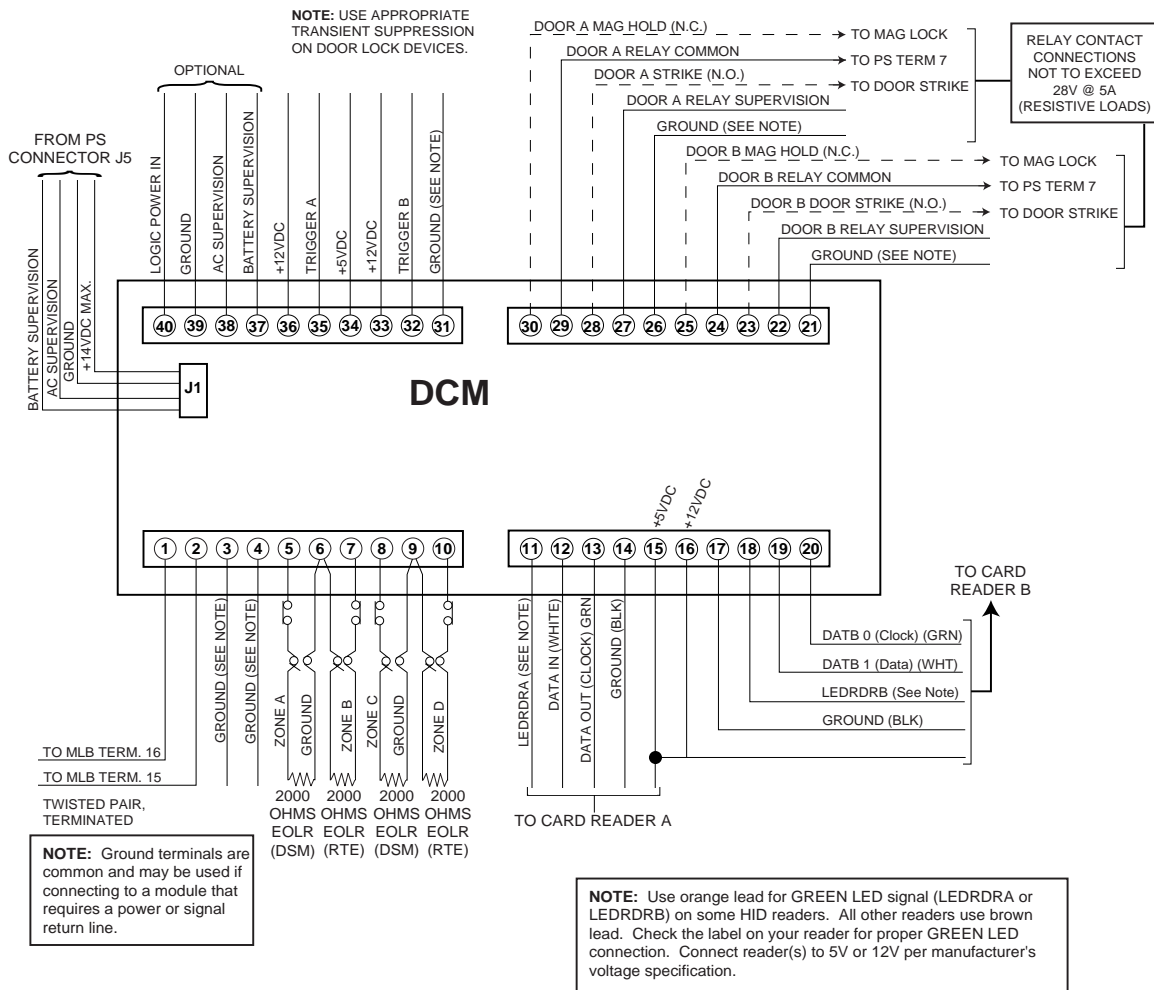 NOTE: USE APPROPRIATE
TRANSIENT SUPPRESSION
ON DOOR LOCK DEVICES.
OPTIONAL
FROM PS
CONNECTOR J5
BATTERY SUPERVISION
AC SUPERVISION
GROUND
+14VDC MAX.
LOGIC POWER IN
GROUND
AC SUPERVISION
BATTERY SUPERVISION
+12VDC
TRIGGER A
+5VDC
+12VDC
TRIGGER B
GROUND (SEE NOTE)
DOOR A MAG HOLD (N.C.)
TO MAG LOCK
DOOR A RELAY COMMON
TO PS TERM 7
DOOR A STRIKE (N.O.)
TO DOOR STRIKE
DOOR A RELAY SUPERVISION
GROUND (SEE NOTE)
RELAY CONTACT
CONNECTIONS
NOT TO EXCEED
28V @ 5A
(RESISTIVE LOADS)
DOOR B MAG HOLD (N.C.)
TO MAG LOCK
DOOR B RELAY COMMON
TO PS TERM 7
DOOR B DOOR STRIKE (N.O.)
TO DOOR STRIKE
DOOR B RELAY SUPERVISION
GROUND (SEE NOTE)
40 39 38 37 36 35 34 33 32 31
30 29 28 27 26 25 24 23 22 21
J1
DCM
+5VDC
+12VDC
1 2 3 4 5 6 7 8 9 10
11 12 13 14 15 16 17 18 19 20
GROUND (SEE NOTE)
GROUND (SEE NOTE)
ZONE A
GROUND
ZONE B
ZONE C
GROUND
ZONE D
LEDRDRA (SEE NOTE)
DATA IN (WHITE)
DATA OUT (CLOCK) GRN
GROUND (BLK)
TO CARD
READER B
DATB 0 (Clock) (GRN)
DATB 1 (Data) (WHT)
LEDRDRB (See Note)
GROUND (BLK)
TO MLB TERM. 16
TO MLB TERM. 15
TWISTED PAIR,
TERMINATED
2000
OHMS
EOLR
(DSM)
2000
OHMS
EOLR
(RTE)
2000
OHMS
EOLR
(DSM)
2000
OHMS
EOLR
(RTE)
TO CARD READER A
NOTE: Ground terminals are
common and may be used if
connecting to a module that
requires a power or signal
return line.
NOTE: Use orange lead for GREEN LED signal (LEDRDRA or
LEDRDRB) on some HID readers. All other readers use brown
lead. Check the label on your reader for proper GREEN LED
connection. Connect reader(s) to 5V or 12V per manufacturer's
voltage specification.